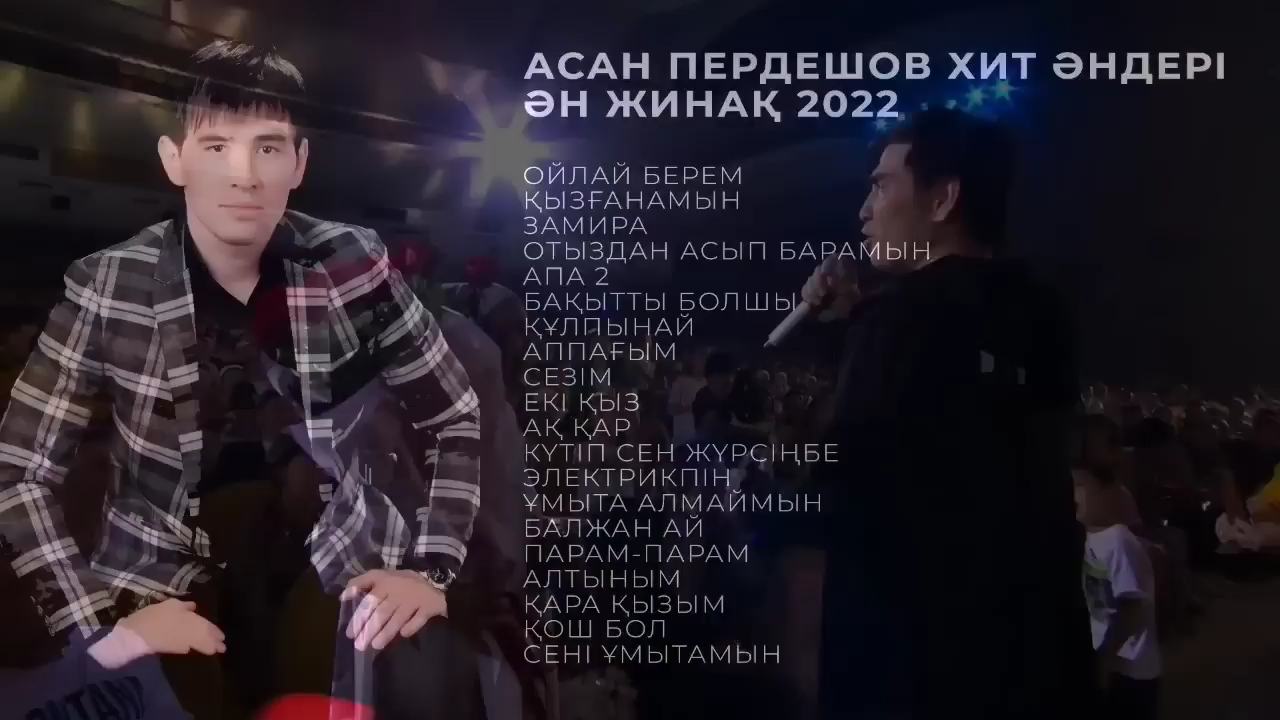 АСАН ПЕРДЕШОВ ХИТ ӘНДЕРІ
ӘН ЖИНАҚ 2022
ОЙЛАЙ БЕРЕМ
ҚЫЗҒАНАМЫН
ЗАМИРА
ОТЫЗДАН АСЫП БАРАМЫН
АПА 2
БАҚЫТТЫ БОЛШЫ
ҚҰЛПЫНАЙ
АППАҒЫМ
СЕЗІМ
ЕКІ ҚЫЗ
АҚ ҚАР
КҮТІП СЕН ЖҮРСІҢБЕ
ЭЛЕКТРИКПІН
ҰМЫТА АЛМАЙМЫН
БАЛЖАН АЙ
ПАРАМ-ПАРАМ
АЛТЫНЫМ
ҚАРА ҚЫЗЫМ
ҚОШ БОЛ
СЕНІ ҰМЫТАМЫН